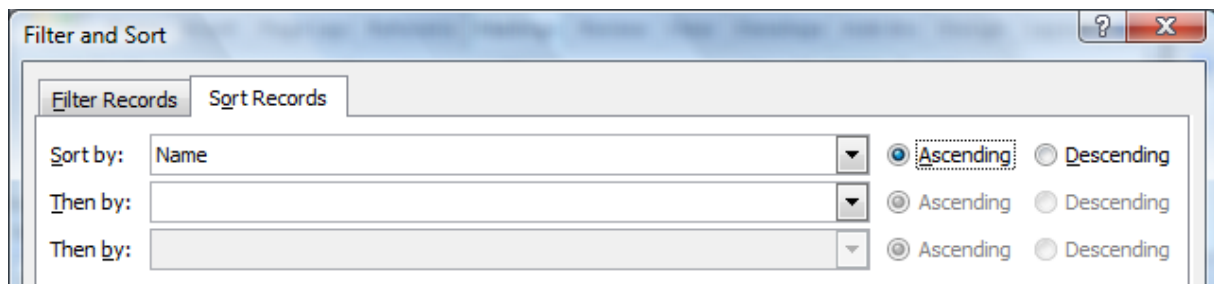 Filter and Sort
Filter Records Sort Records
Sort by: Name Ascending Descending
Then by: Ascending Descending
Then by: Ascending Descending